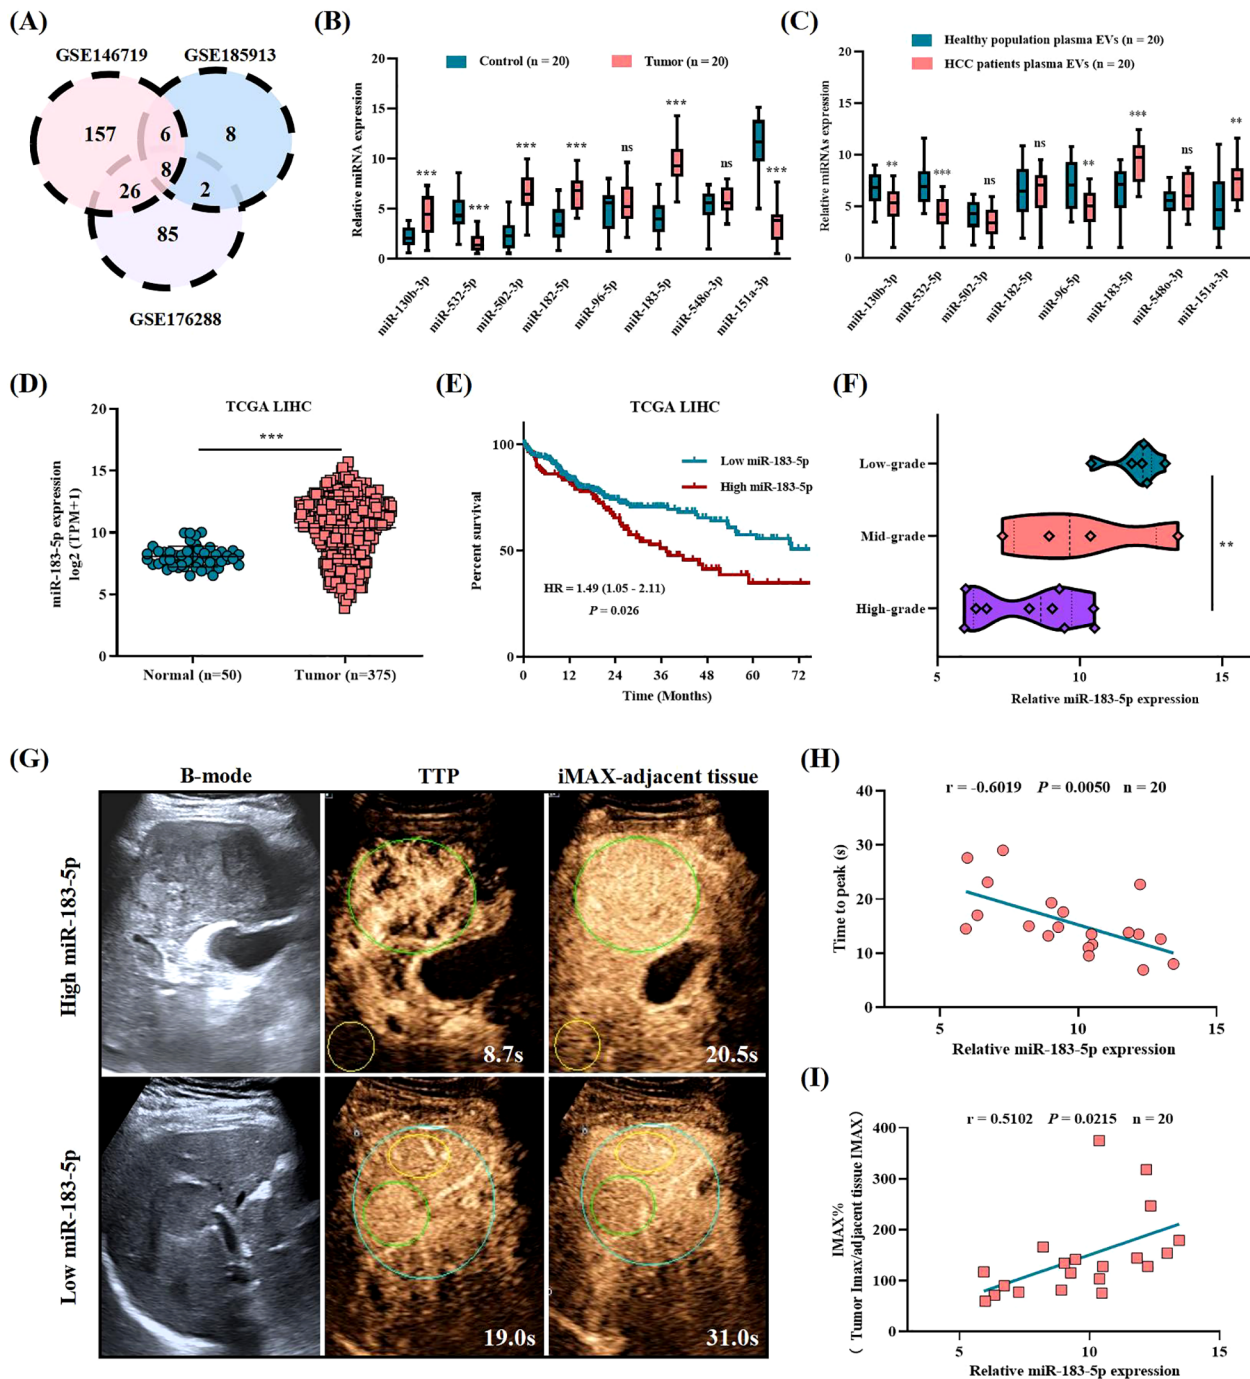 (A)
GSE146719
GSE185913
157
6
8
8
26
2
85
GSE176288
(B)
Control (n = 20)
Tumor (n = 20)
Relative miRNA expression
20
15
10
5
0
***
***
***
***
ns
***
ns
***
miR-130b-3p
miR-532-5p
miR-502-3p
miR-182-5p
miR-96-5p
miR-183-5p
miR-548o-3p
miR-151a-3p
(C)
Healthy population plasma EVs (n = 20)
HCC patients plasma EVs (n = 20)
Relative miRNAs expression
20
15
10
5
0
**
***
ns
ns
**
***
ns
**
miR-130b-3p
miR-532-5p
miR-502-3p
miR-182-5p
miR-96-5p
miR-183-5p
miR-548o-3p
miR-151a-3p
(D)
TCGA LIHC
***
miR-183-5p expression
log2 (TPM+1)
20
15
10
5
0
Normal (n=50)
Tumor (n=375)
(E)
TCGA LIHC
Low miR-183-5p
High miR-183-5p
Percent survival
100
50
0
HR = 1.49 (1.05 - 2.11)
P = 0.026
0 12 24 36 48 60 72
Time (Months)
(F)
Low-grade
Mid-grade
High-grade
**
5 10 15
Relative miR-183-5p expression
(G)
B-mode
TTP
iMAX-adjacent tissue
High miR-183-5p
8.7s
20.5s
Low miR-183-5p
19.0s
31.0s
(H)
r = -0.6019 P = 0.0050 n = 20
Time to peak (s)
40
30
20
10
0
5 10 15
Relative miR-183-5p expression
(I)
r = 0.5102 P = 0.0215 n = 20
IMAX%
( Tumor Imax/adjacent tissue IMAX)
400
300
200
100
0
5 10 15
Relative miR-183-5p expression